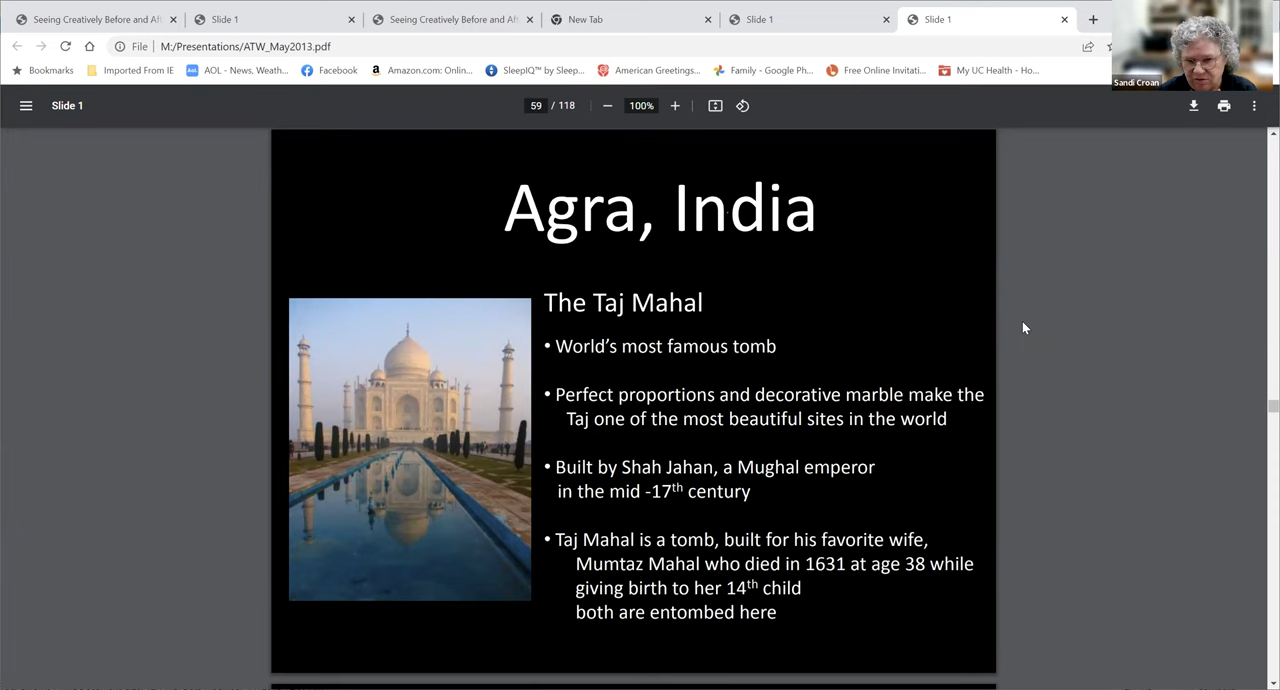 Seeing Creatively Before and Aft
Slide 1
Seeing Creatively Before and Aft
New Tab
Slide 1
Slide 1
File
M:/Presentations/ATW_May2013.pdf
Bookmarks
Imported From IE
AOL - News, Weath...
Facebook
Amazon.com: Onlin...
SleepIQ™ by Sleep...
American Greetings...
Family - Google Ph...
Free Online Invitati...
My UC Health - Ho...
Sandi Croan
Slide 1
59 / 118
100%
Agra, India
The Taj Mahal
• World's most famous tomb
• Perfect proportions and decorative marble make the
Taj one of the most beautiful sites in the world
• Built by Shah Jahan, a Mughal emperor
in the mid -17th century
• Taj Mahal is a tomb, built for his favorite wife,
Mumtaz Mahal who died in 1631 at age 38 while
giving birth to her 14th child
both are entombed here